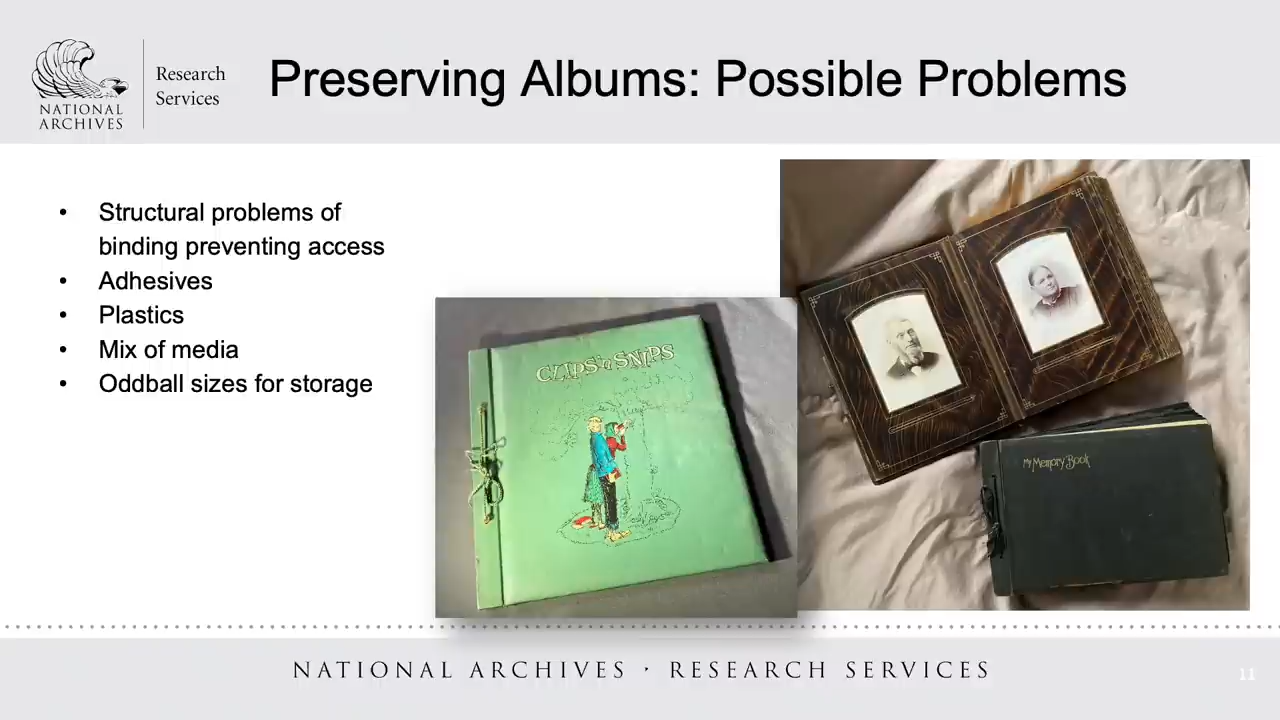 NATIONAL
ARCHIVES
Research
Services
Preserving Albums: Possible Problems
• Structural problems of
binding preventing access
• Adhesives
• Plastics
• Mix of media
• Oddball sizes for storage
CLIPS 'N SNIPS
My Memory Book
NATIONAL ARCHIVES · RESEARCH SERVICES
11